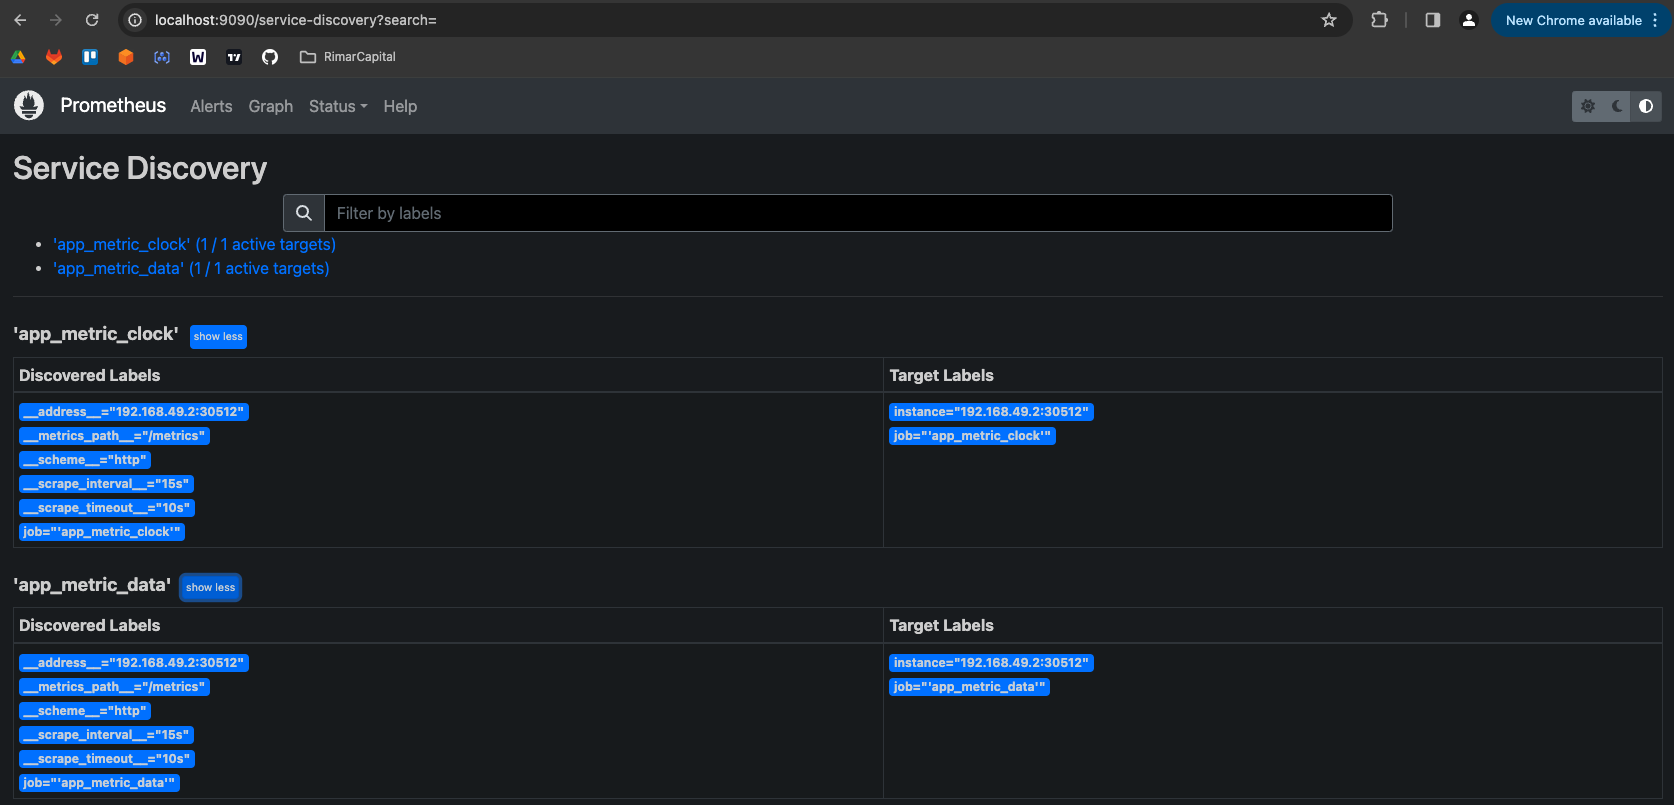 localhost:9090/service-discovery?search=
New Chrome available
RimarCapital
Prometheus Alerts Graph Status Help
Service Discovery
Filter by labels
'app_metric_clock' (1 / 1 active targets)
'app_metric_data' (1 / 1 active targets)
'app_metric_clock' show less
Discovered Labels Target Labels
__address__="192.168.49.2:30512" instance="192.168.49.2:30512"
__metrics_path__="/metrics" job="'app_metric_clock'"
__scheme__="http"
__scrape_interval__="15s"
__scrape_timeout__="10s"
job="'app_metric_clock'"
'app_metric_data' show less
Discovered Labels Target Labels
__address__="192.168.49.2:30512" instance="192.168.49.2:30512"
__metrics_path__="/metrics" job="'app_metric_data'"
__scheme__="http"
__scrape_interval__="15s"
__scrape_timeout__="10s"
job="'app_metric_data'"